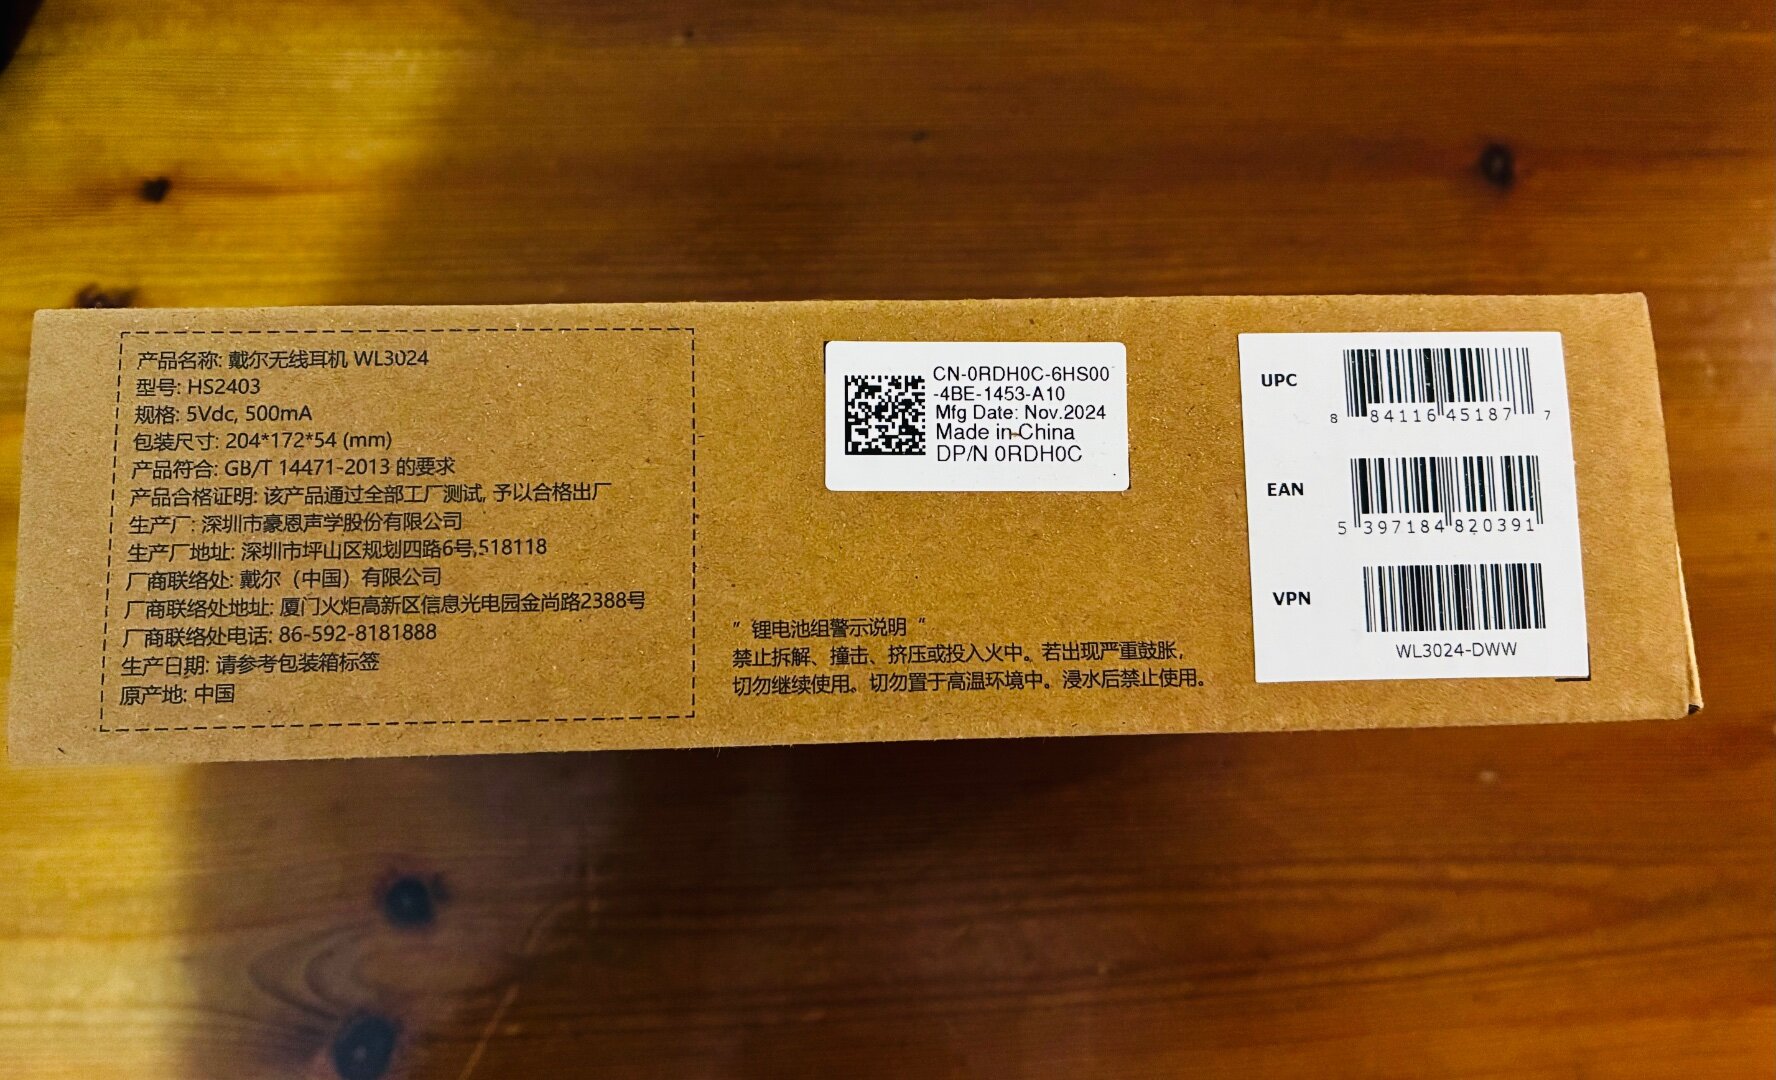 产品名称: 戴尔无线耳机 WL3024
型号: HS2403
规格: 5Vdc, 500mA
包装尺寸: 204*172*54 (mm)
产品符合: GB/T 14471-2013 的要求
产品合格证明: 该产品通过全部工厂测试, 予以合格出厂
生产厂: 深圳市豪恩声学股份有限公司
生产厂地址: 深圳市坪山区规划四路6号,518118
厂商联络处: 戴尔（中国）有限公司
厂商联络处地址: 厦门火炬高新区信息光电园金尚路2388号
厂商联络处电话: 86-592-8181888
生产日期: 请参考包装箱标签
原产地: 中国
CN-0RDH0C-6HS00
-4BE-1453-A10
Mfg Date: Nov.2024
Made in China
DP/N 0RDH0C
"锂电池组警示说明"
禁止拆解、撞击、挤压或投入火中。若出现严重鼓胀，
切勿继续使用。切勿置于高温环境中。浸水后禁止使用。
UPC
8 84116 45187 7
EAN
5 397184 820391
VPN
WL3024-DWW